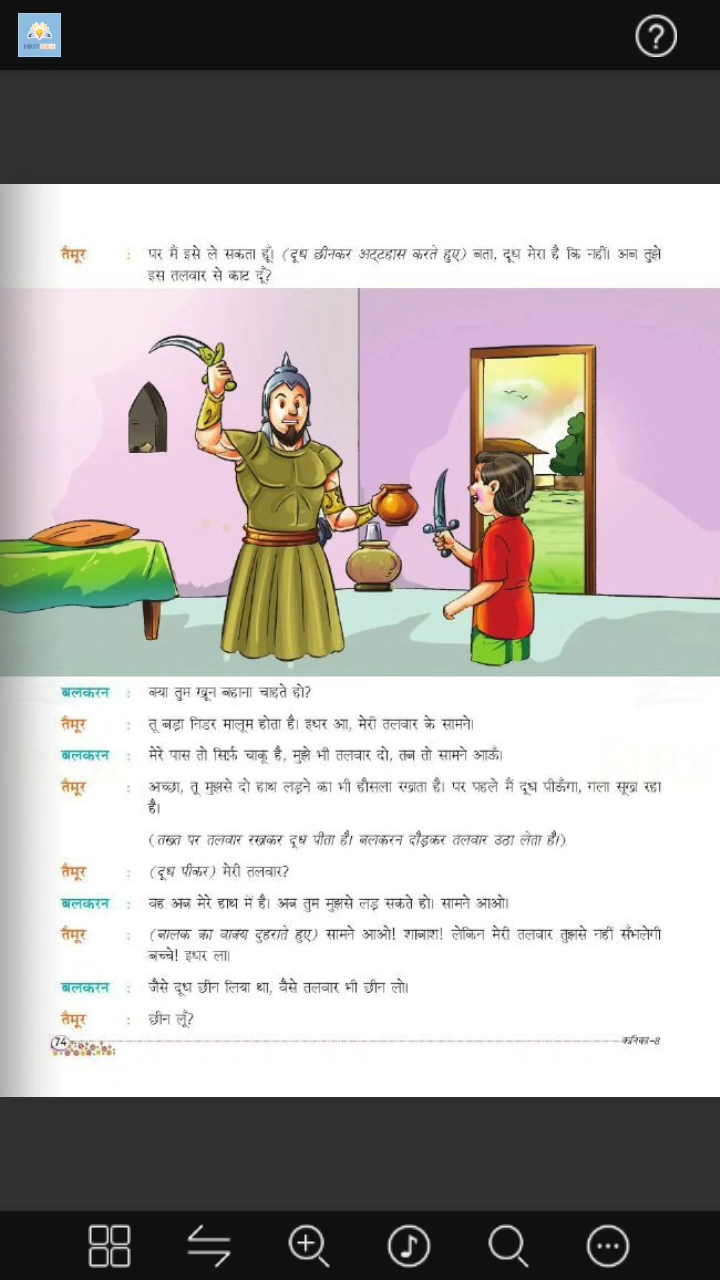 तैमूर : पर मैं इसे ले सकता हूँ। (दूध छीनकर अट्टहास करते हुए) बता, दूध मेरा है कि नहीं। अब तुझे
इस तलवार से काट दूँ?
बलकरन : क्या तुम खून बहाना चाहते हो?
तैमूर : तू बड़ा निडर मालूम होता है। इधर आ, मेरी तलवार के सामने।
बलकरन : मेरे पास तो सिर्फ़ चाकू है, मुझे भी तलवार दो, तब तो सामने आऊँ।
तैमूर : अच्छा, तू मुझसे दो हाथ लड़ने का भी हौसला रखता है। पर पहले मैं दूध पीऊँगा, गला सूख रहा
है।
(तख्त पर तलवार रखकर दूध पीता है। बलकरन दौड़कर तलवार उठा लेता है।)
तैमूर : (दूध पीकर) मेरी तलवार?
बलकरन : वह अब मेरे हाथ में है। अब तुम मुझसे लड़ सकते हो। सामने आओ।
तैमूर : (बालक का वाक्य दुहराते हुए) सामने आओ! शाबाश! लेकिन मेरी तलवार तुझसे नहीं सँभलेगी
बच्चे! इधर ला।
बलकरन : जैसे दूध छीन लिया था, वैसे तलवार भी छीन लो।
तैमूर : छीन लूँ?
74 कनिका-8